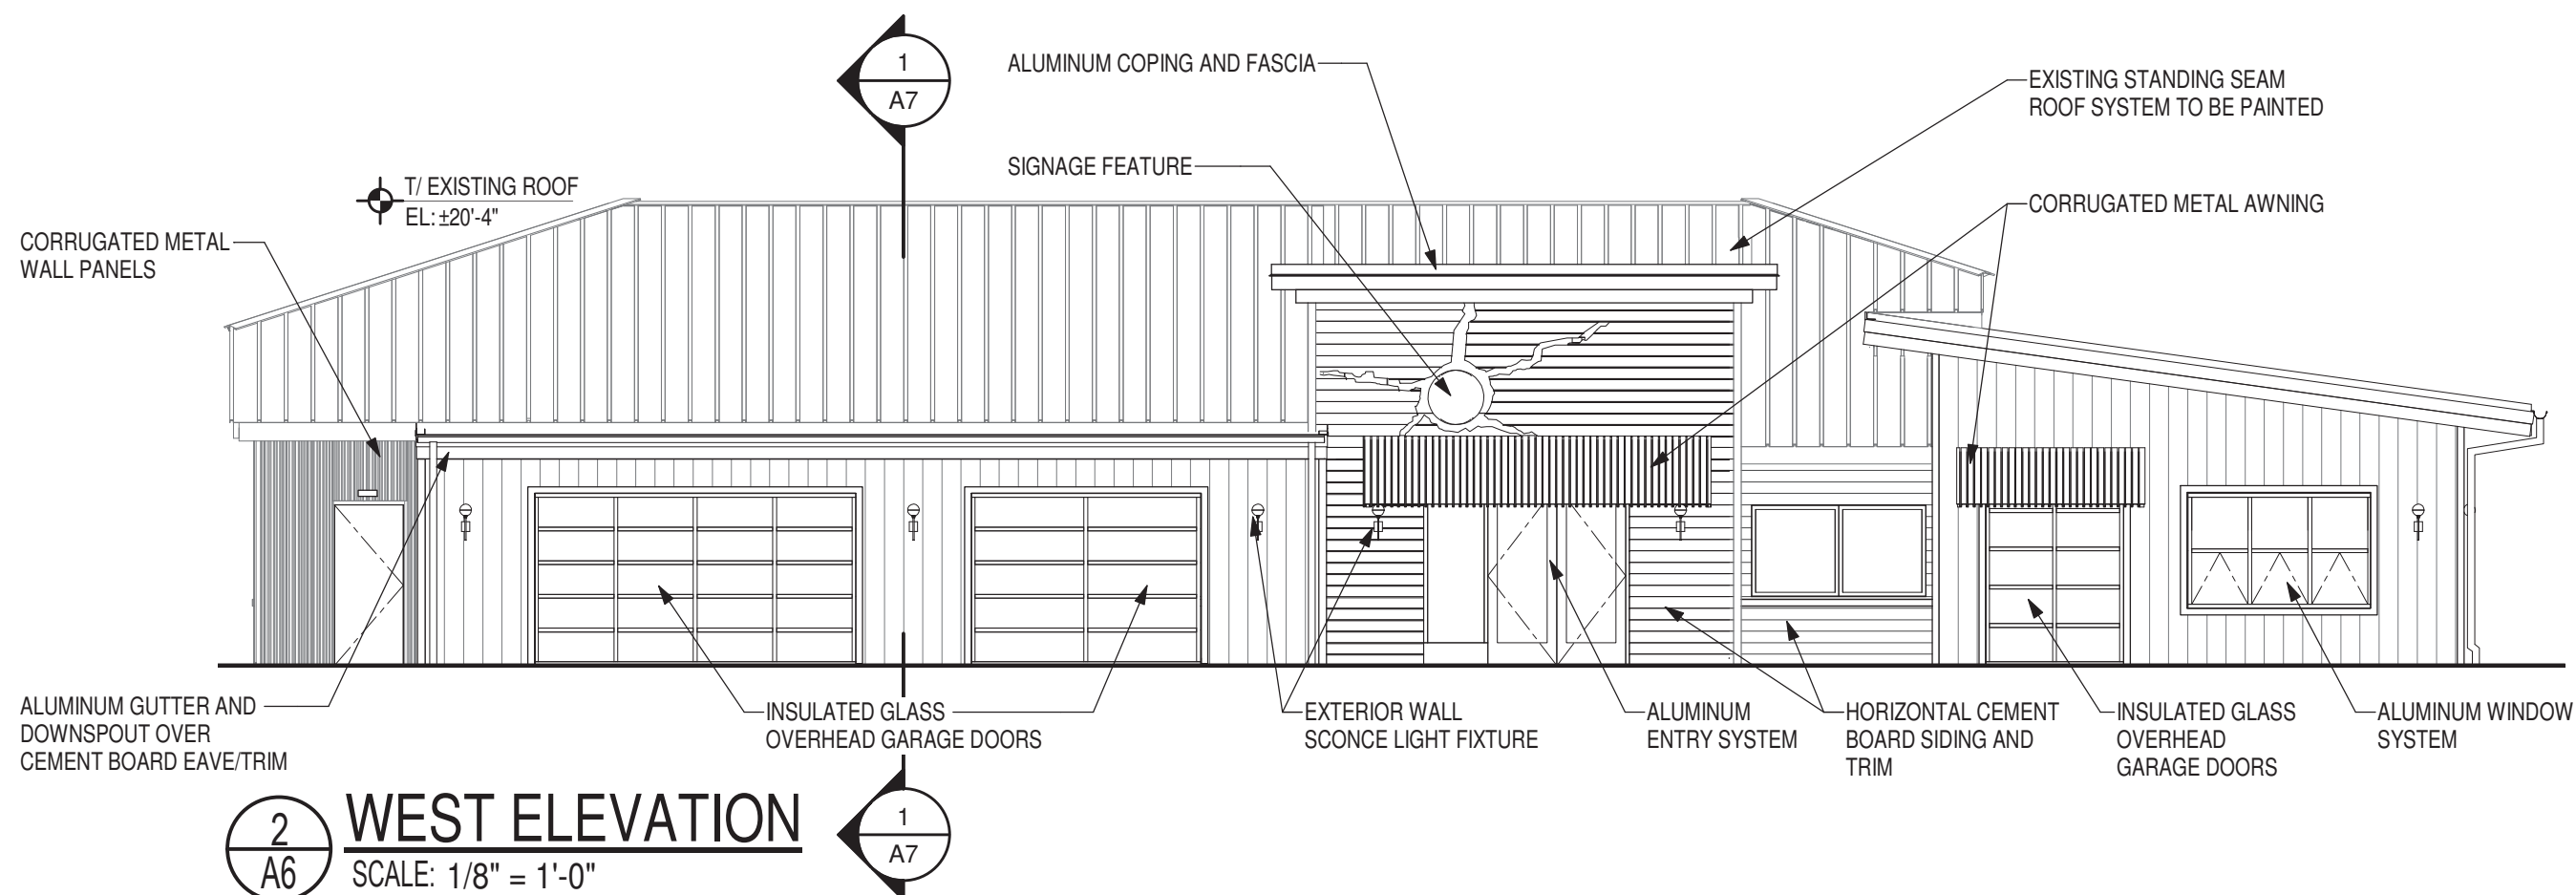 1
A7
ALUMINUM COPING AND FASCIA
EXISTING STANDING SEAM
ROOF SYSTEM TO BE PAINTED
SIGNAGE FEATURE
T/ EXISTING ROOF
EL: ±20'-4"
CORRUGATED METAL AWNING
CORRUGATED METAL
WALL PANELS
ALUMINUM GUTTER AND
DOWNSPOUT OVER
CEMENT BOARD EAVE/TRIM
INSULATED GLASS
OVERHEAD GARAGE DOORS
EXTERIOR WALL
SCONCE LIGHT FIXTURE
ALUMINUM
ENTRY SYSTEM
HORIZONTAL CEMENT
BOARD SIDING AND
TRIM
INSULATED GLASS
OVERHEAD
GARAGE DOORS
ALUMINUM WINDOW
SYSTEM
2
A6
WEST ELEVATION
SCALE: 1/8" = 1'-0"
1
A7